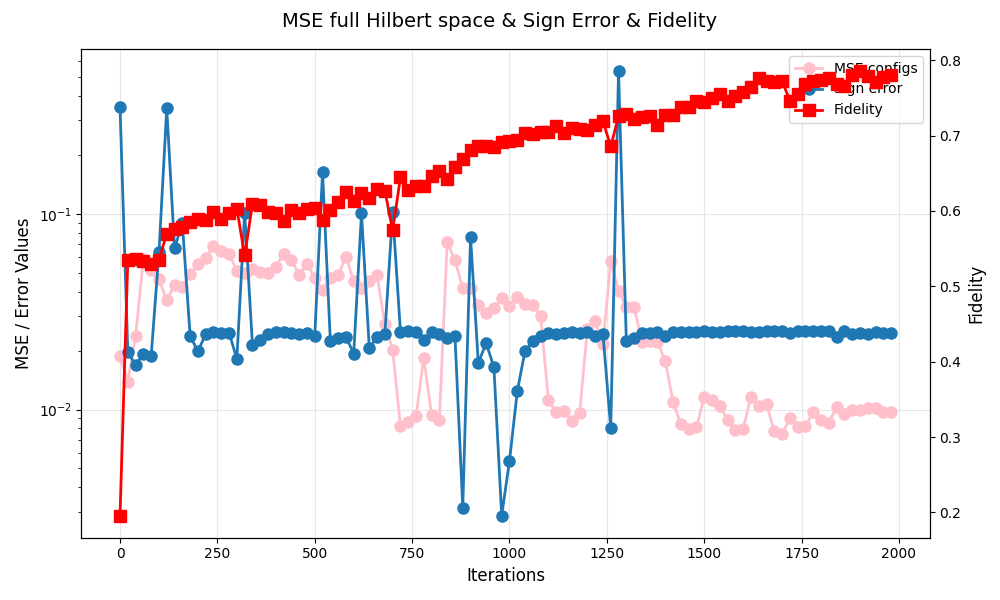 MSE full Hilbert space & Sign Error & Fidelity
MSE configs
Sign error
Fidelity
MSE / Error Values
10⁻¹
10⁻²
0.8
0.7
0.6
0.5
0.4
0.3
0.2
Fidelity
0 250 500 750 1000 1250 1500 1750 2000
Iterations